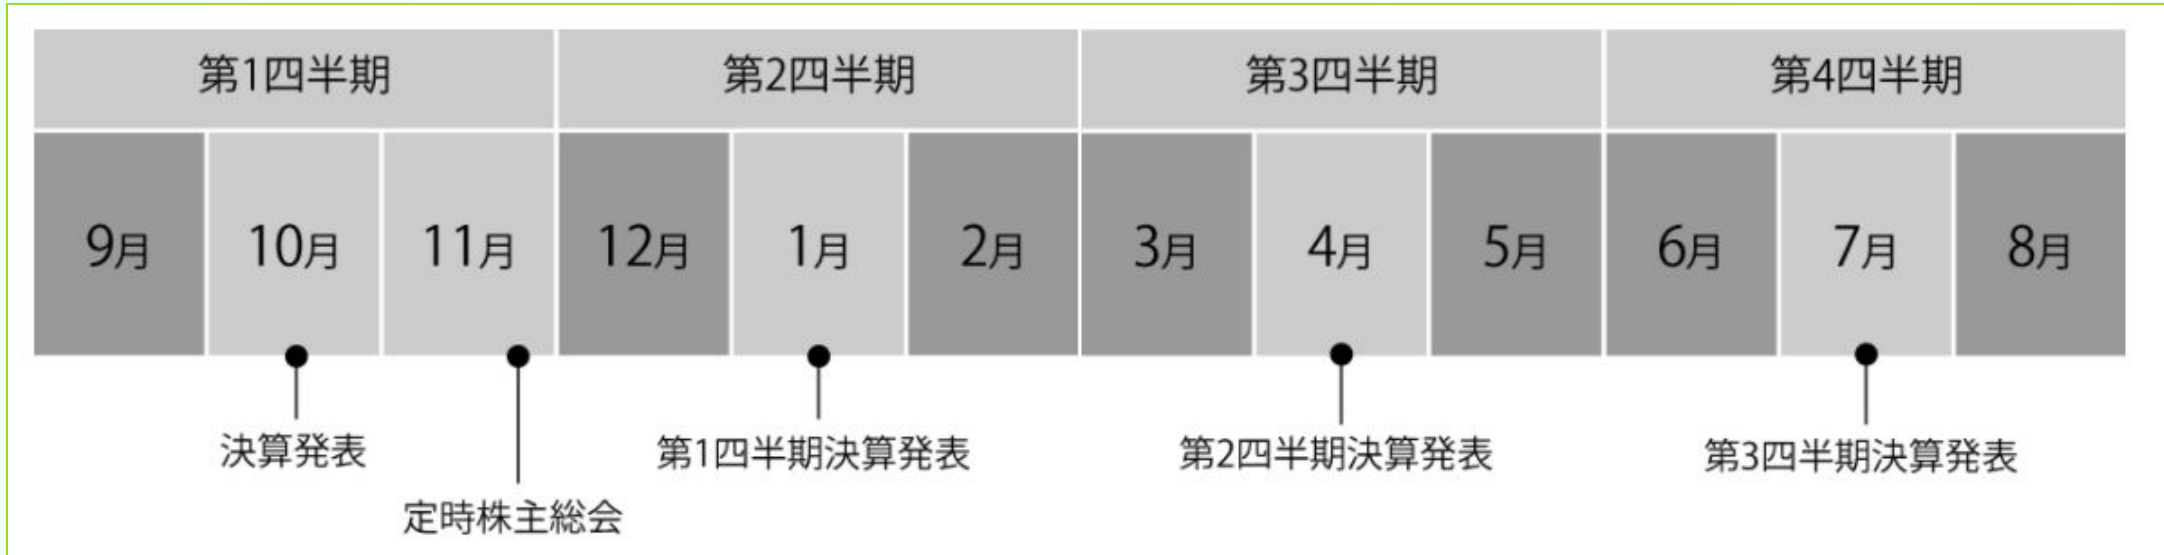 第1四半期 第2四半期 第3四半期 第4四半期
9月 10月 11月 12月 1月 2月 3月 4月 5月 6月 7月 8月
決算発表 第1四半期決算発表 第2四半期決算発表 第3四半期決算発表
定時株主総会